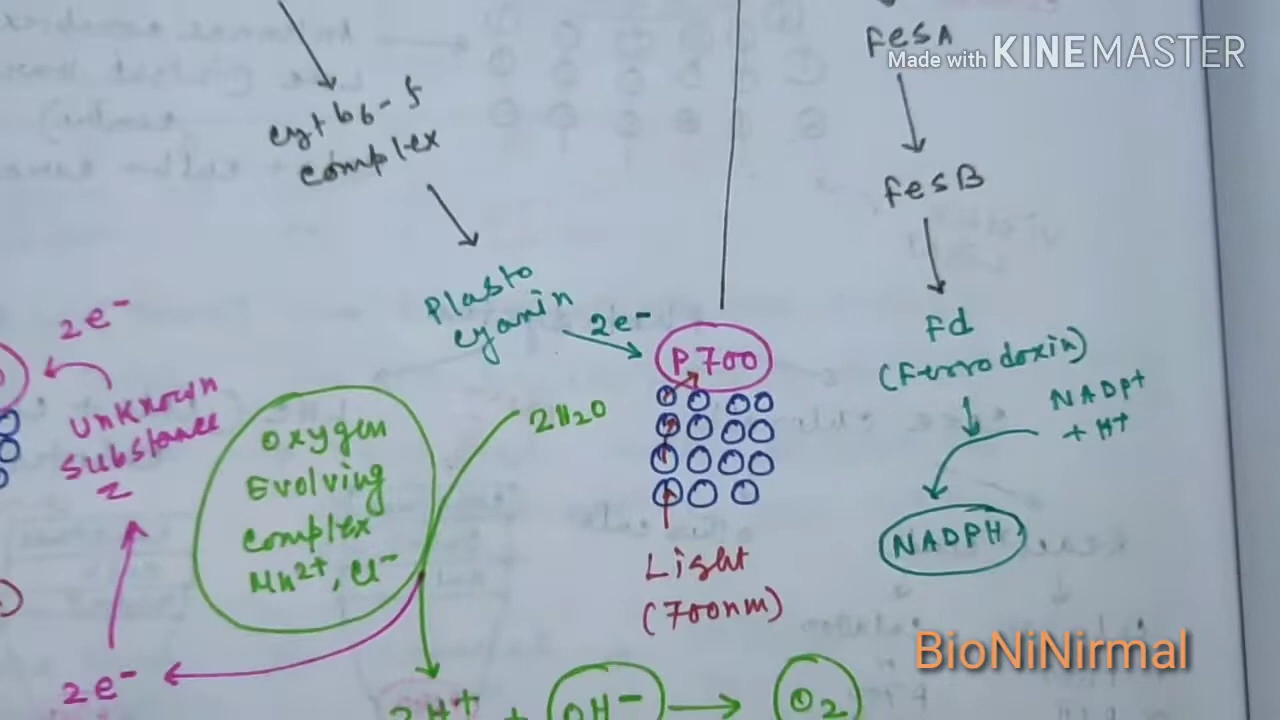 FesA
Made with KINEMASTER
cyt b6-f
complex
FesB
Plasto
cyanin
2e-
2e-
P700
Fd
(Ferrodoxin)
NADP+
+ H+
NADPH
unknown
substance
Z
oxygen
Evolving
complex
Mn2+, cl-
2H2O
Light
(700nm)
BioNiNirmal
2e-
2H+ + OH- → O2